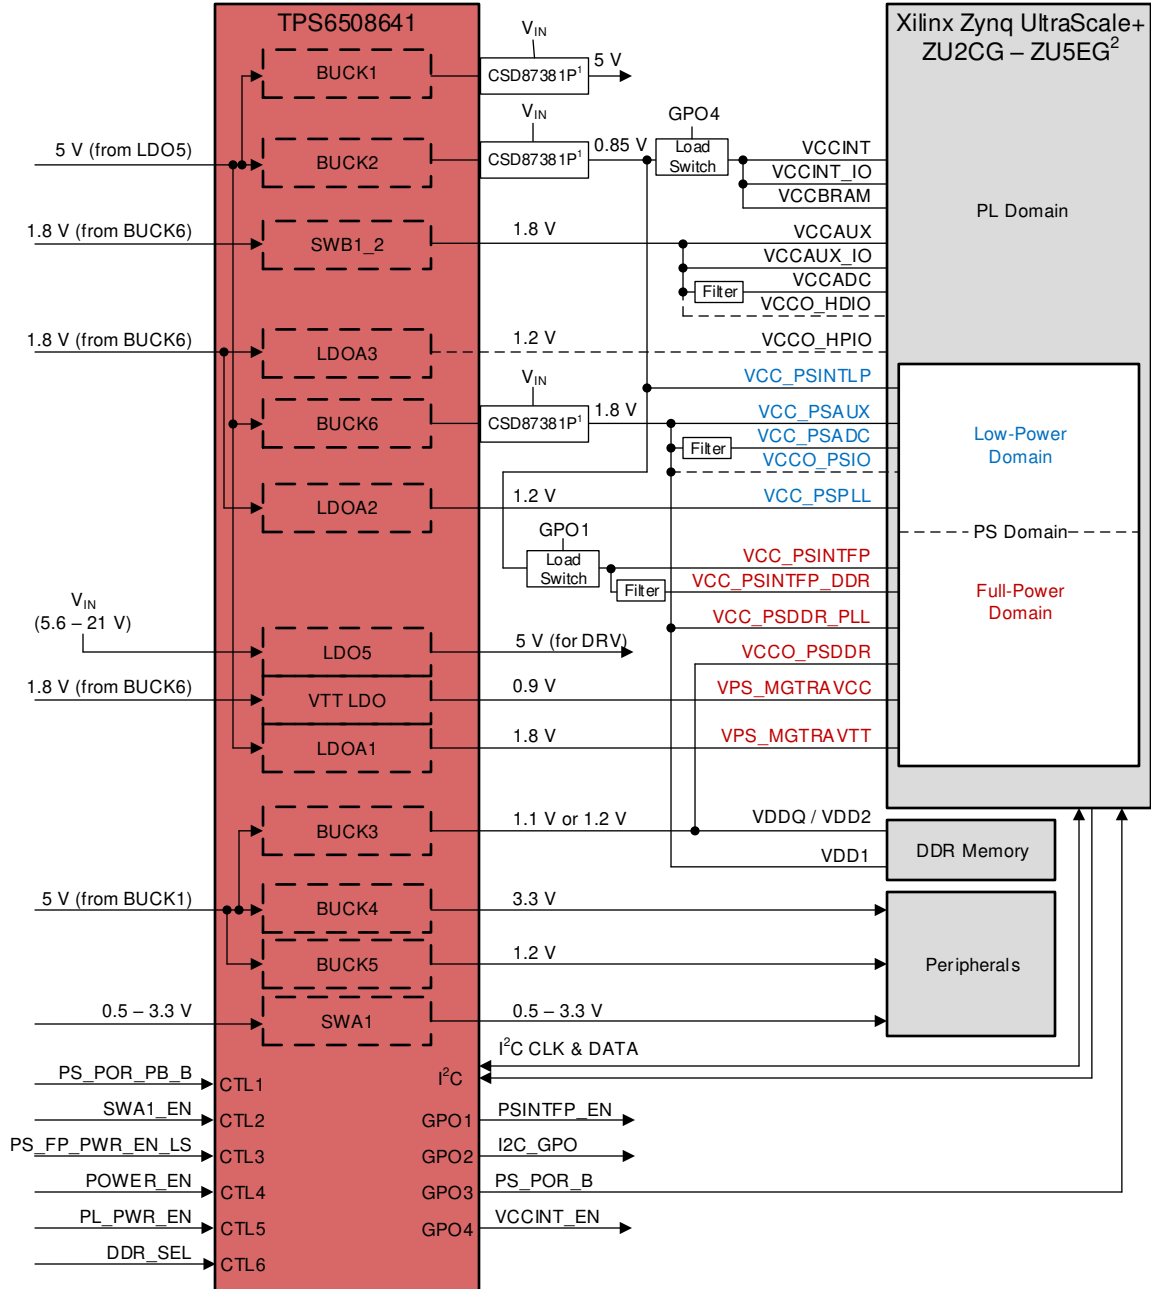 TPS6508641
Xilinx Zynq UltraScale+
ZU2CG – ZU5EG²
V_IN
BUCK1
CSD87381P¹
5 V
V_IN
GPO4
5 V (from LDO5)
BUCK2
CSD87381P¹
0.85 V
Load
Switch
VCCINT
VCCINT_IO
VCCBRAM
PL Domain
1.8 V (from BUCK6)
SWB1_2
1.8 V
VCCAUX
VCCAUX_IO
Filter
VCCADC
VCCO_HDIO
1.8 V (from BUCK6)
LDOA3
1.2 V
VCCO_HPIO
V_IN
VCC_PSINTLP
BUCK6
CSD87381P¹
1.8 V
VCC_PSAUX
Filter
VCC_PSADC
VCCO_PSIO
Low-Power
Domain
LDOA2
1.2 V
VCC_PSPLL
GPO1
PS Domain
Load
Switch
VCC_PSINTFP
Filter
VCC_PSINTFP_DDR
Full-Power
Domain
V_IN
(5.6 – 21 V)
VCC_PSDDR_PLL
LDO5
5 V (for DRV)
VCCO_PSDDR
1.8 V (from BUCK6)
VTT LDO
0.9 V
VPS_MGTRAVCC
LDOA1
1.8 V
VPS_MGTRAVTT
BUCK3
1.1 V or 1.2 V
VDDQ / VDD2
VDD1
DDR Memory
5 V (from BUCK1)
BUCK4
3.3 V
BUCK5
1.2 V
Peripherals
0.5 – 3.3 V
SWA1
0.5 – 3.3 V
I²C CLK & DATA
I²C
PS_POR_PB_B
CTL1
SWA1_EN
CTL2
GPO1
PSINTFP_EN
PS_FP_PWR_EN_LS
CTL3
GPO2
I2C_GPO
POWER_EN
CTL4
GPO3
PS_POR_B
PL_PWR_EN
CTL5
GPO4
VCCINT_EN
DDR_SEL
CTL6